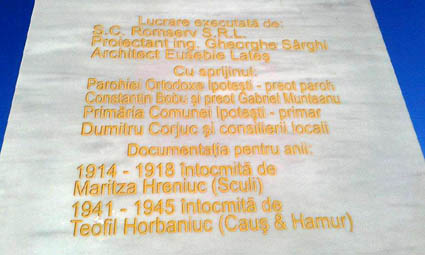 Lucrare executată de:
S.C. Romserv S.R.L.
Proiectant ing. Gheorghe Sârghi
Architect Eusebie Latiș
Cu sprijinul:
Parohiei Ortodoxe Ipotești - preot paroh
Constantin Bobu și preot Gabriel Munteanu
Primăria Comunei Ipotești - primar
Dumitru Corjuc și consilierii locali
Documentația pentru anii:
1914 - 1918 întocmită de
Maritza Hreniuc (Sculi)
1941 - 1945 întocmită de
Teofil Horbaniuc (Cauș & Hamur)